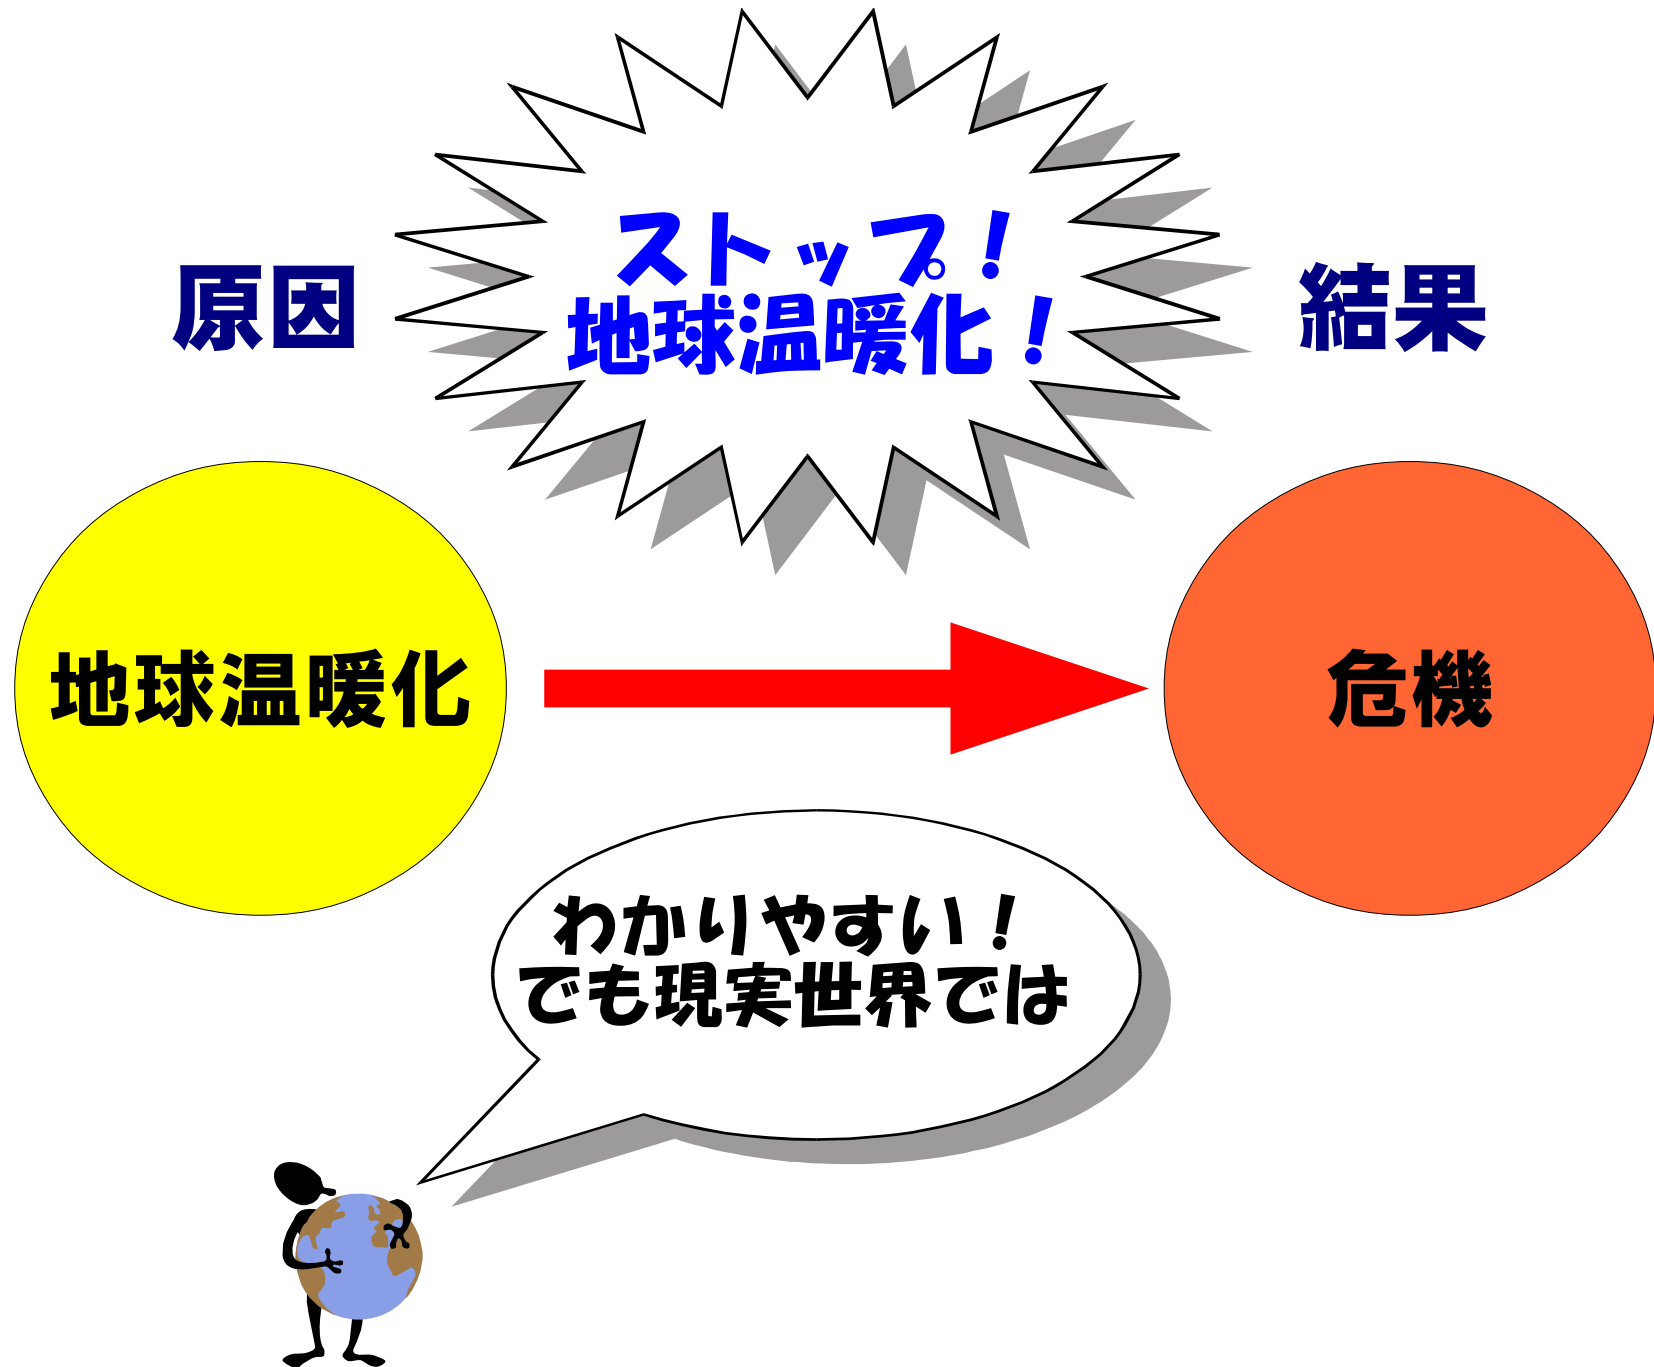 ストップ！
地球温暖化！
原因
結果
地球温暖化
危機
わかりやすい！
でも現実世界では